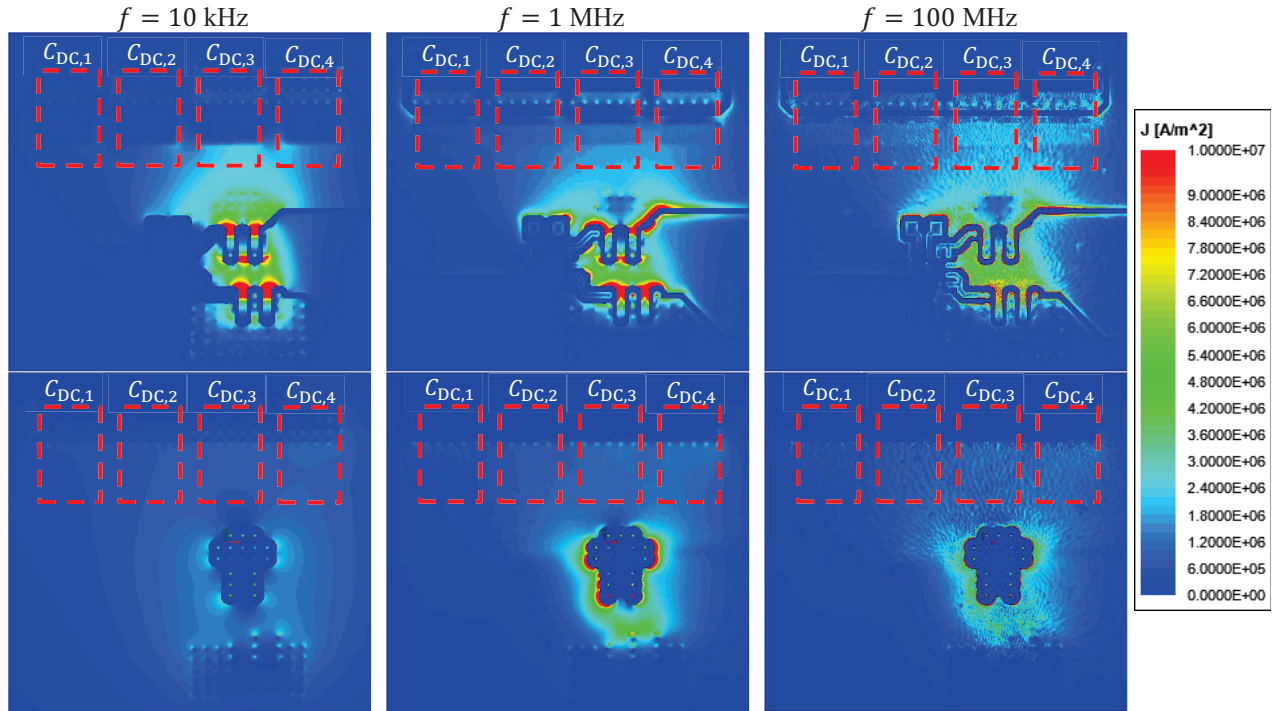 f = 10 kHz
f = 1 MHz
f = 100 MHz
C_DC,1 C_DC,2 C_DC,3 C_DC,4
C_DC,1 C_DC,2 C_DC,3 C_DC,4
C_DC,1 C_DC,2 C_DC,3 C_DC,4
J [A/m^2]
1.0000E+07
9.0000E+06
8.4000E+06
7.8000E+06
7.2000E+06
6.6000E+06
6.0000E+06
5.4000E+06
4.8000E+06
4.2000E+06
3.6000E+06
3.0000E+06
2.4000E+06
1.8000E+06
1.2000E+06
6.0000E+05
0.0000E+00
C_DC,1 C_DC,2 C_DC,3 C_DC,4
C_DC,1 C_DC,2 C_DC,3 C_DC,4
C_DC,1 C_DC,2 C_DC,3 C_DC,4